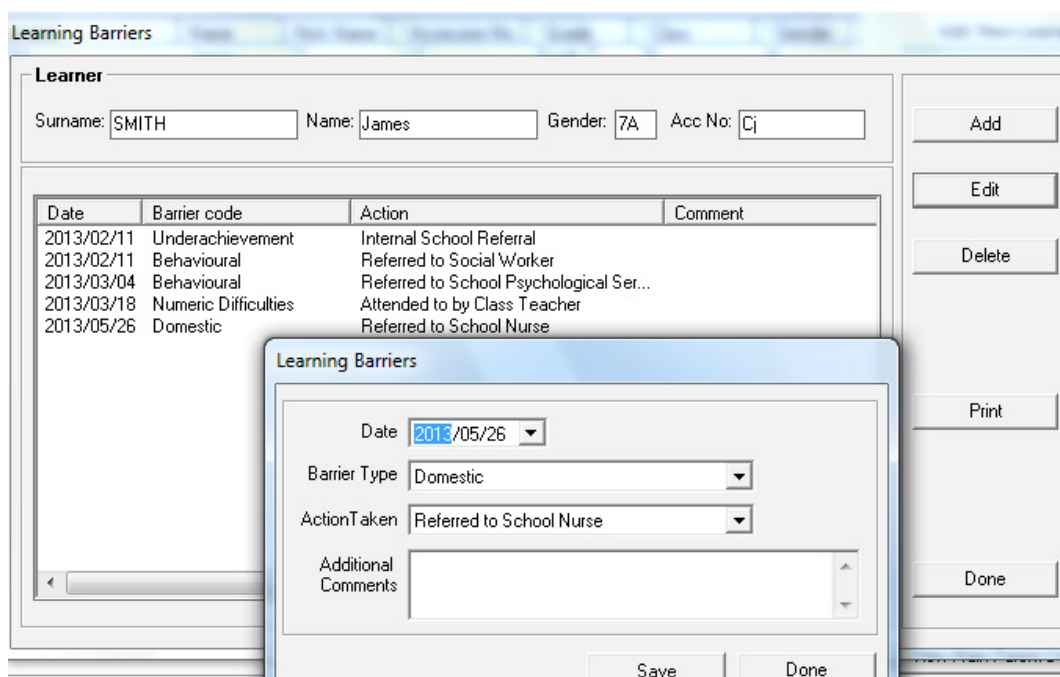 Learning Barriers
Learner
Surname: SMITH Name: James Gender: 7A Acc No: Cj
Add
Edit
Delete
Print
Done
Date Barrier code Action Comment
2013/02/11 Underachievement Internal School Referral
2013/02/11 Behavioural Referred to Social Worker
2013/03/04 Behavioural Referred to School Psychological Ser...
2013/03/18 Numeric Difficulties Attended to by Class Teacher
2013/05/26 Domestic Referred to School Nurse
Learning Barriers
Date 2013/05/26
Barrier Type Domestic
ActionTaken Referred to School Nurse
Additional
Comments
Save Done